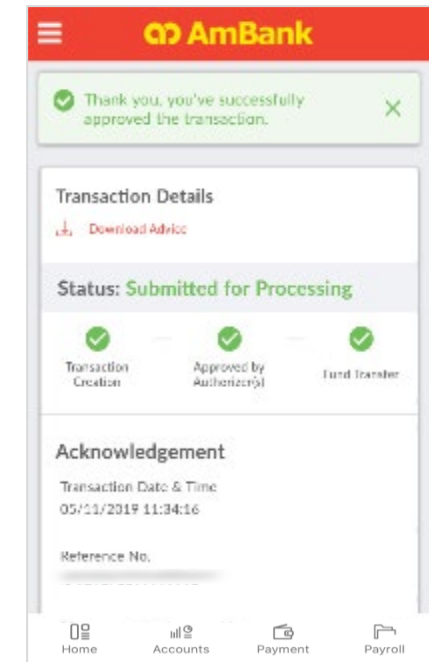 AmBank
Thank you, you've successfully
approved the transaction.
Transaction Details
Download Advice
Status: Submitted for Processing
Transaction
Creation
Approved by
Authorizer(s)
Fund Transfer
Acknowledgement
Transaction Date & Time
05/11/2019 11:34:16
Reference No.
Home
Accounts
Payment
Payroll